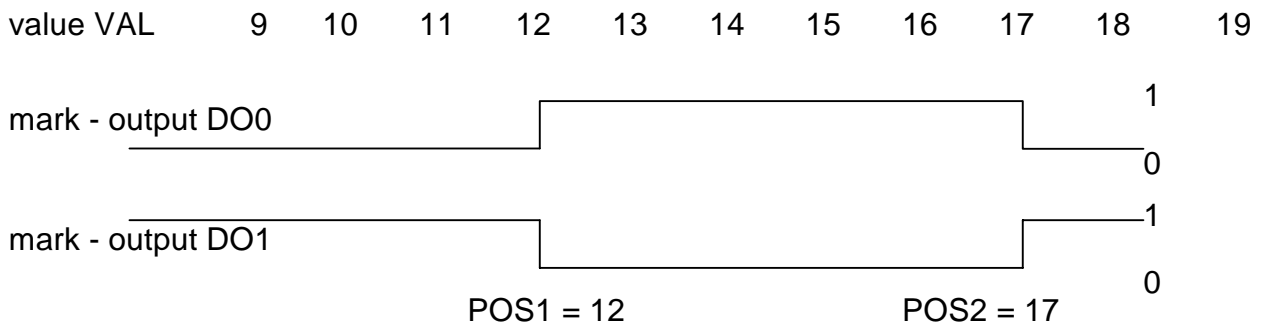 value VAL 9 10 11 12 13 14 15 16 17 18 19
1
mark - output DO0
0
1
mark - output DO1
0
POS1 = 12 POS2 = 17